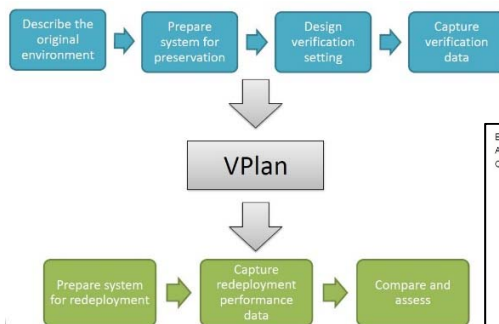 Describe the
original
environment
Prepare
system for
preservation
Design
verification
setting
Capture
verification
data
VPlan
Prepare system
for redeployment
Capture
redeployment
performance
data
Compare and
assess